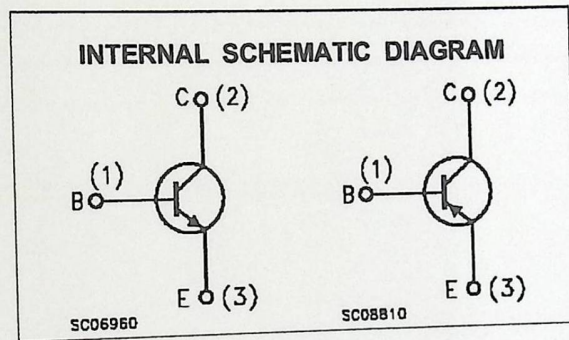 INTERNAL SCHEMATIC DIAGRAM
C (2)
C (2)
(1)
B
(1)
B
E (3)
E (3)
SC06960
SC08810